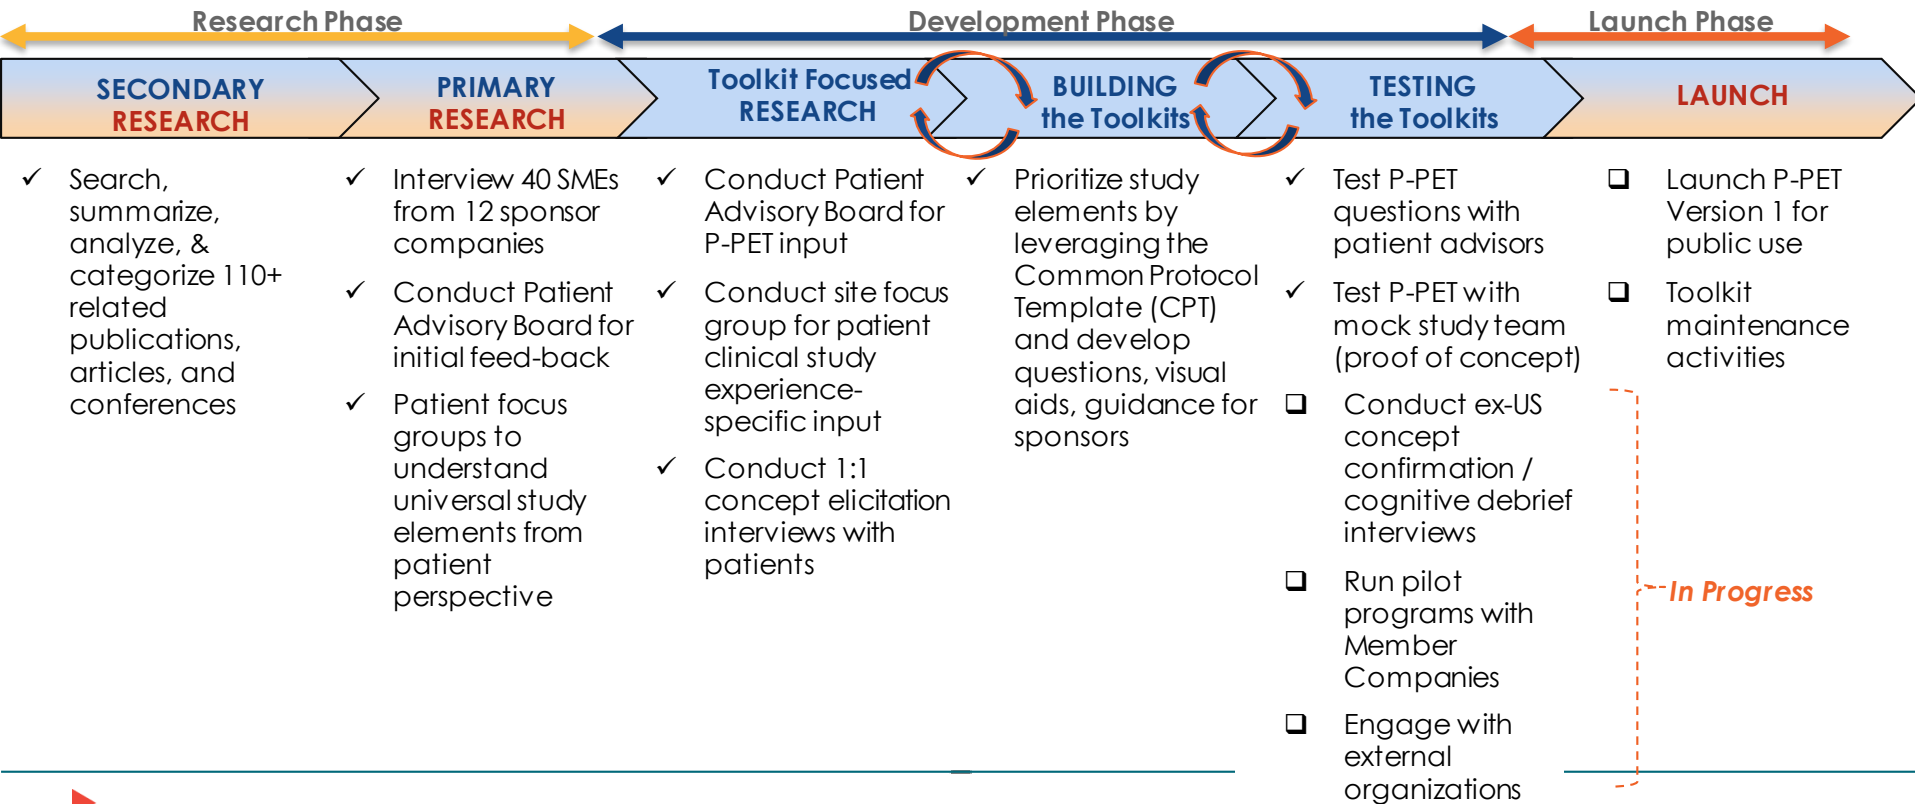 Research Phase
Development Phase
Launch Phase
SECONDARY
RESEARCH
PRIMARY
RESEARCH
Toolkit Focused
RESEARCH
BUILDING
the Toolkits
TESTING
the Toolkits
LAUNCH
✓ Search,
summarize,
analyze, &
categorize 110+
related
publications,
articles, and
conferences
✓ Interview 40 SMEs
from 12 sponsor
companies
✓ Conduct Patient
Advisory Board for
initial feed-back
✓ Patient focus
groups to
understand
universal study
elements from
patient
perspective
✓ Conduct Patient
Advisory Board for
P-PET input
✓ Conduct site focus
group for patient
clinical study
experience-
specific input
✓ Conduct 1:1
concept elicitation
interviews with
patients
✓ Prioritize study
elements by
leveraging the
Common Protocol
Template (CPT)
and develop
questions, visual
aids, guidance for
sponsors
✓ Test P-PET
questions with
patient advisors
✓ Test P-PET with
mock study team
(proof of concept)
❑ Conduct ex-US
concept
confirmation /
cognitive debrief
interviews
❑ Run pilot
programs with
Member
Companies
❑ Engage with
external
organizations
❑ Launch P-PET
Version 1 for
public use
❑ Toolkit
maintenance
activities
In Progress